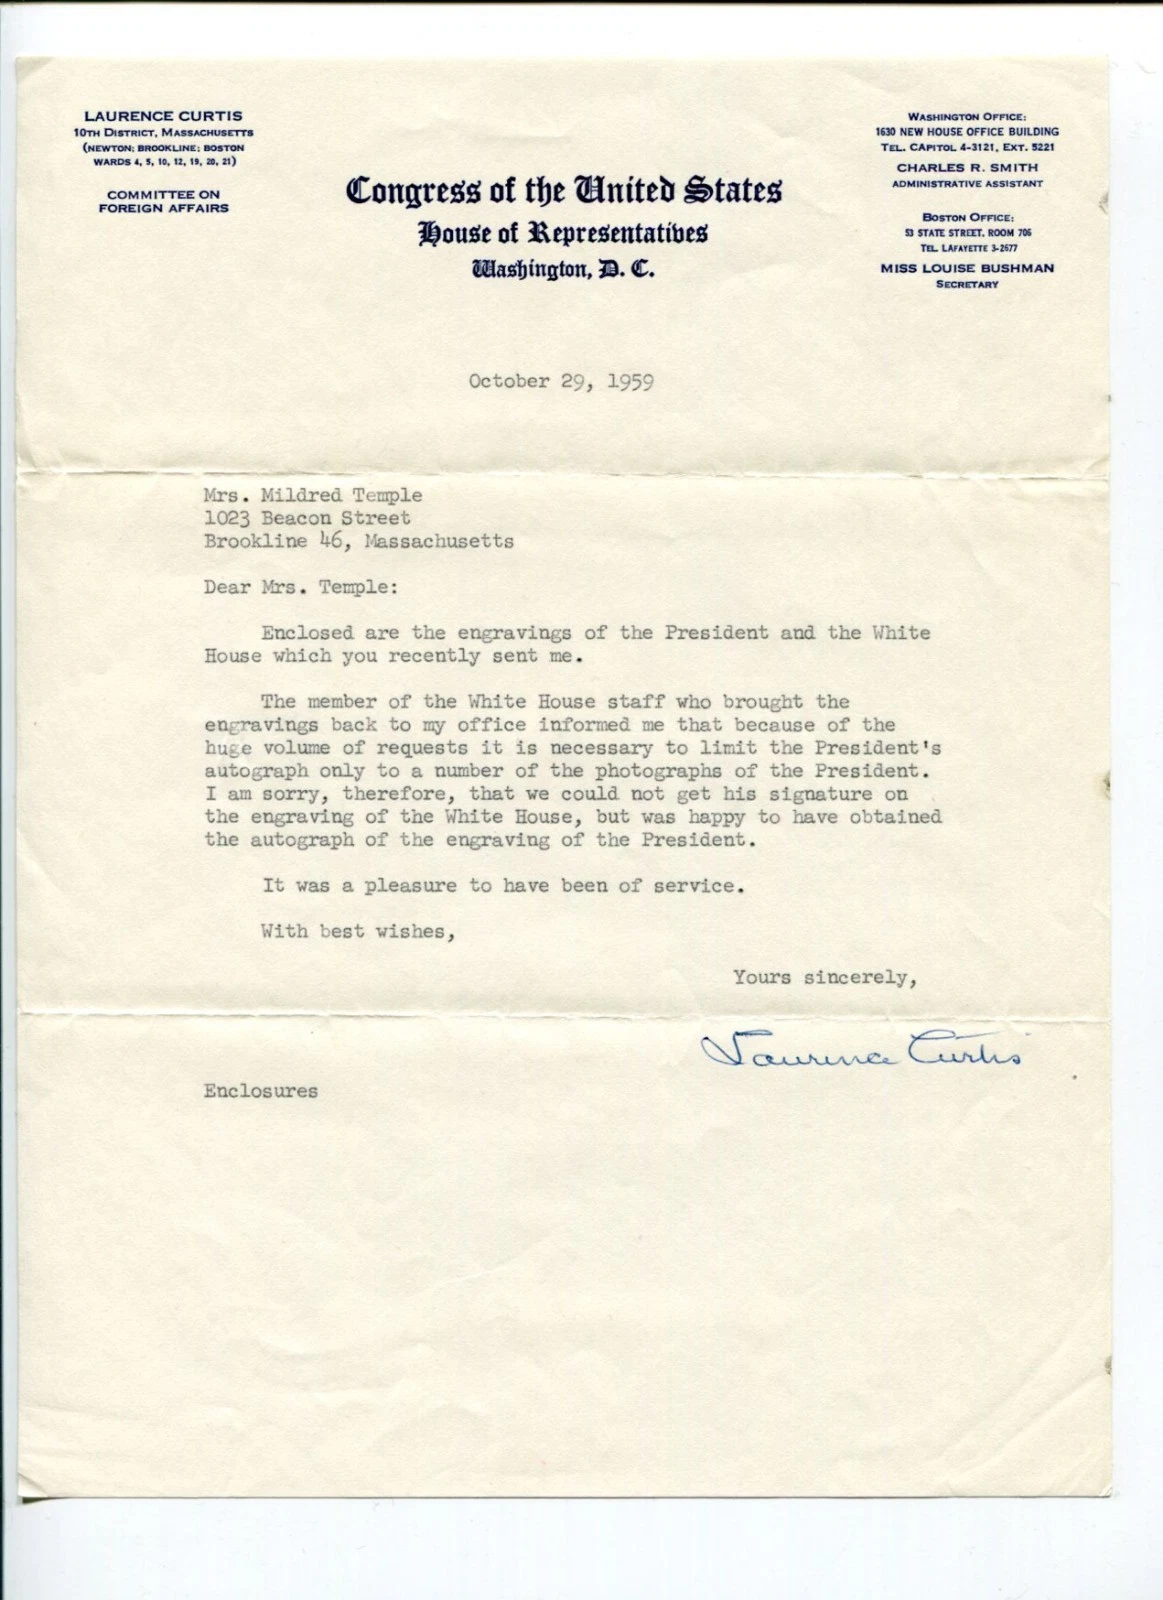 LAURENCE CURTIS
10TH DISTRICT, MASSACHUSETTS
(NEWTON; BROOKLINE; BOSTON
WARDS 4, 5, 10, 12, 19, 20, 21)
COMMITTEE ON
FOREIGN AFFAIRS
Congress of the United States
House of Representatives
Washington, D. C.
WASHINGTON OFFICE:
1630 NEW HOUSE OFFICE BUILDING
TEL. CAPITOL 4-3121, EXT. 5221
CHARLES R. SMITH
ADMINISTRATIVE ASSISTANT
BOSTON OFFICE:
53 STATE STREET, ROOM 706
TEL. LAFAYETTE 3-2677
MISS LOUISE BUSHMAN
SECRETARY
October 29, 1959
Mrs. Mildred Temple
1023 Beacon Street
Brookline 46, Massachusetts
Dear Mrs. Temple:
Enclosed are the engravings of the President and the White
House which you recently sent me.
The member of the White House staff who brought the
engravings back to my office informed me that because of the
huge volume of requests it is necessary to limit the President's
autograph only to a number of the photographs of the President.
I am sorry, therefore, that we could not get his signature on
the engraving of the White House, but was happy to have obtained
the autograph of the engraving of the President.
It was a pleasure to have been of service.
With best wishes,
Yours sincerely,
Laurence Curtis
Enclosures